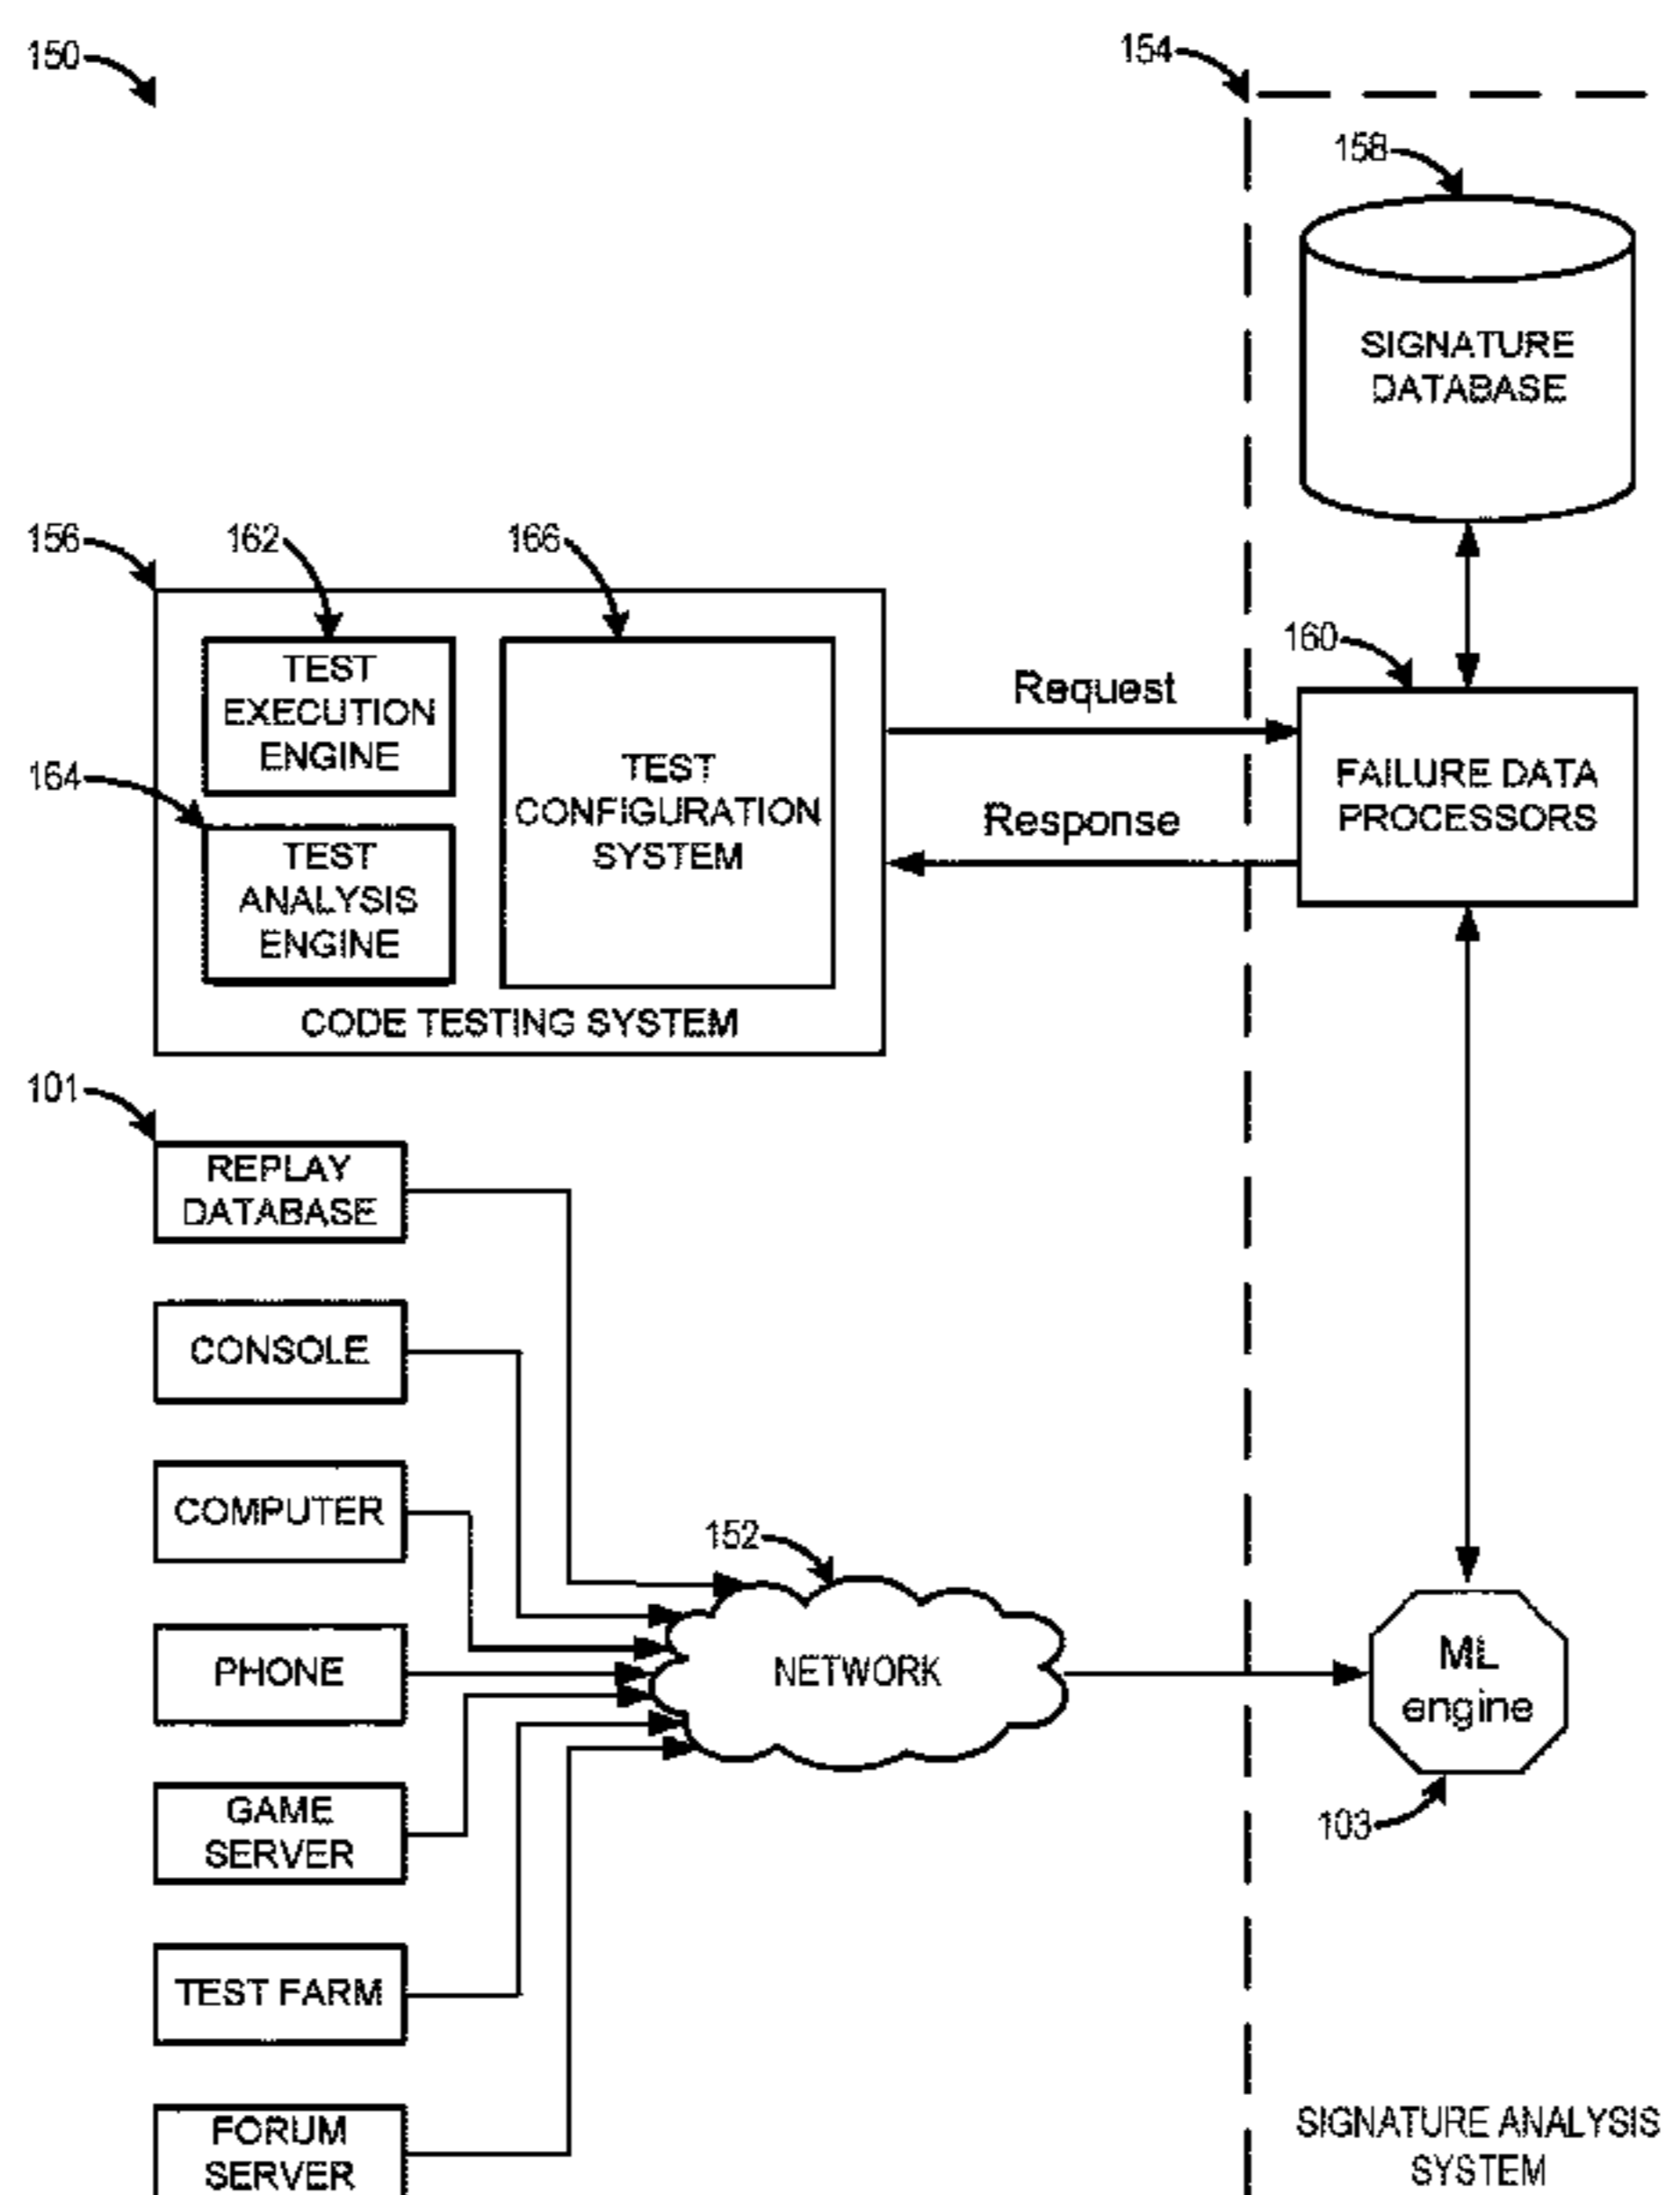 150
154
158
SIGNATURE
DATABASE
156
162
166
160
TEST
EXECUTION
ENGINE
164
TEST
ANALYSIS
ENGINE
TEST
CONFIGURATION
SYSTEM
CODE TESTING SYSTEM
Request
Response
FAILURE DATA
PROCESSORS
101
REPLAY
DATABASE
CONSOLE
COMPUTER
PHONE
GAME
SERVER
TEST FARM
FORUM
SERVER
152
NETWORK
ML
engine
103
SIGNATURE ANALYSIS
SYSTEM